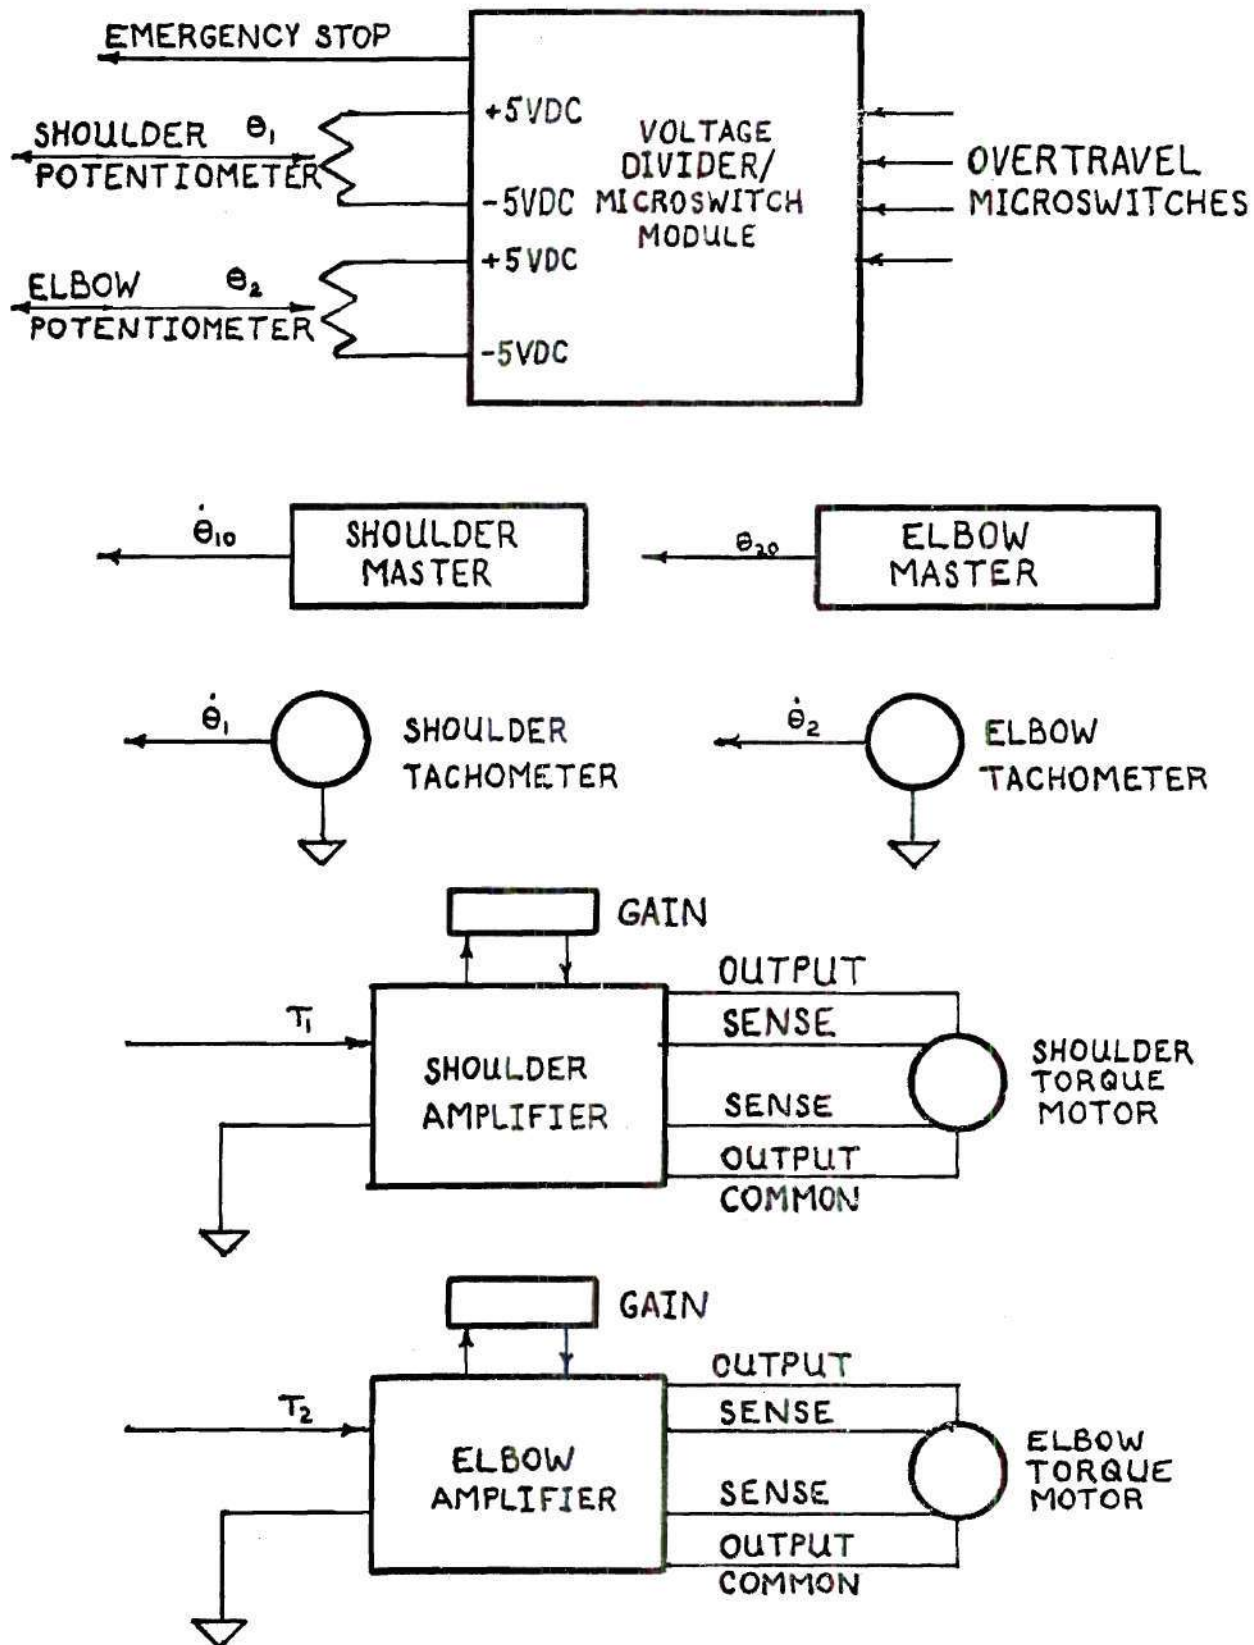 EMERGENCY STOP
+5VDC
SHOULDER θ₁
POTENTIOMETER
-5VDC
VOLTAGE
DIVIDER/
MICROSWITCH
MODULE
OVERTRAVEL
MICROSWITCHES
+5VDC
ELBOW θ₂
POTENTIOMETER
-5VDC
θ̇₁₀
SHOULDER
MASTER
θ₂₀
ELBOW
MASTER
θ̇₁
SHOULDER
TACHOMETER
θ̇₂
ELBOW
TACHOMETER
GAIN
T₁
SHOULDER
AMPLIFIER
OUTPUT
SENSE
SENSE
OUTPUT
COMMON
SHOULDER
TORQUE
MOTOR
GAIN
T₂
ELBOW
AMPLIFIER
OUTPUT
SENSE
SENSE
OUTPUT
COMMON
ELBOW
TORQUE
MOTOR